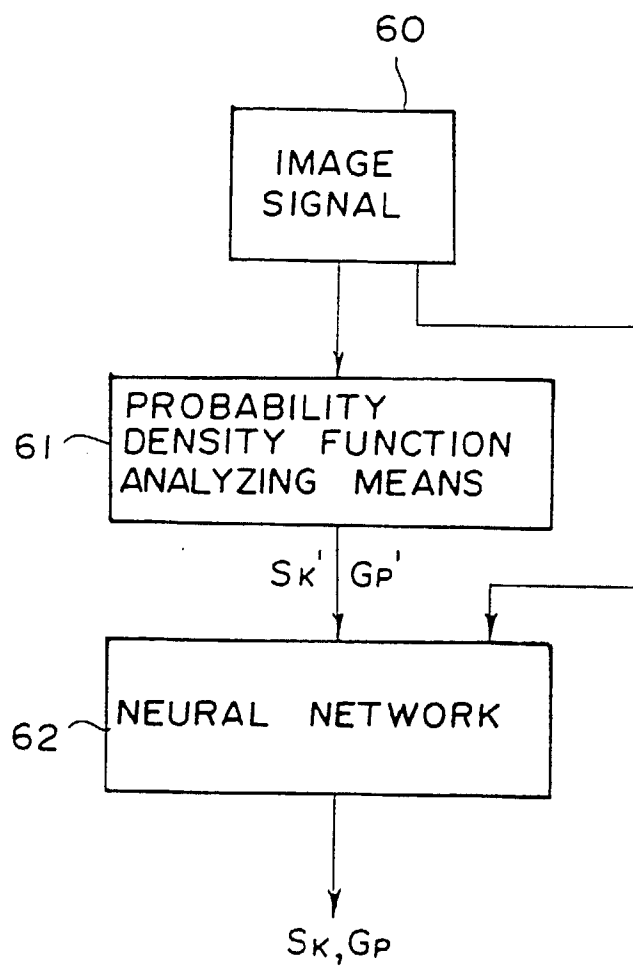 60
IMAGE
SIGNAL
61
PROBABILITY
DENSITY FUNCTION
ANALYZING MEANS
SK' GP'
62
NEURAL NETWORK
SK, GP